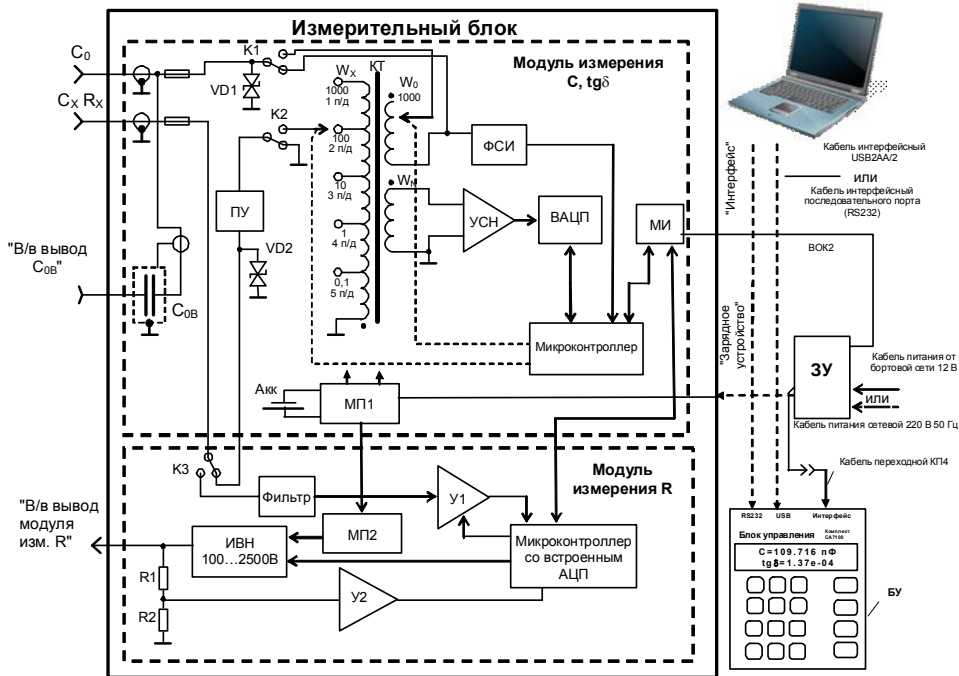 Измерительный блок
Модуль измерения
C, tgδ
C0
CX RX
"В/в вывод
C0В"
C0В
VD1
K1
K2
WX
1000
1 п/д
100
2 п/д
10
3 п/д
1
4 п/д
0,1
5 п/д
КТ
W0
1000
WN
ПУ
VD2
ФСИ
УСН
ВАЦП
МИ
Микроконтроллер
Акк
МП1
ВОК2
"Интерфейс"
"Зарядное
устройство"
Кабель интерфейсный
USB2AA/2
или
Кабель интерфейсный
последовательного порта
(RS232)
ЗУ
Кабель питания от
бортовой сети 12 В
или
Кабель питания сетевой 220 В 50 Гц
Кабель переходной КП4
K3
Модуль
измерения R
Фильтр
У1
МП2
Микроконтроллер
со встроенным
АЦП
"В/в вывод
модуля
изм. R"
ИВН
100...2500В
R1
R2
У2
RS232 USB Интерфейс
Блок управления
Комплект
СА7100
C=109.716 пФ
tgδ=1.37e-04
БУ